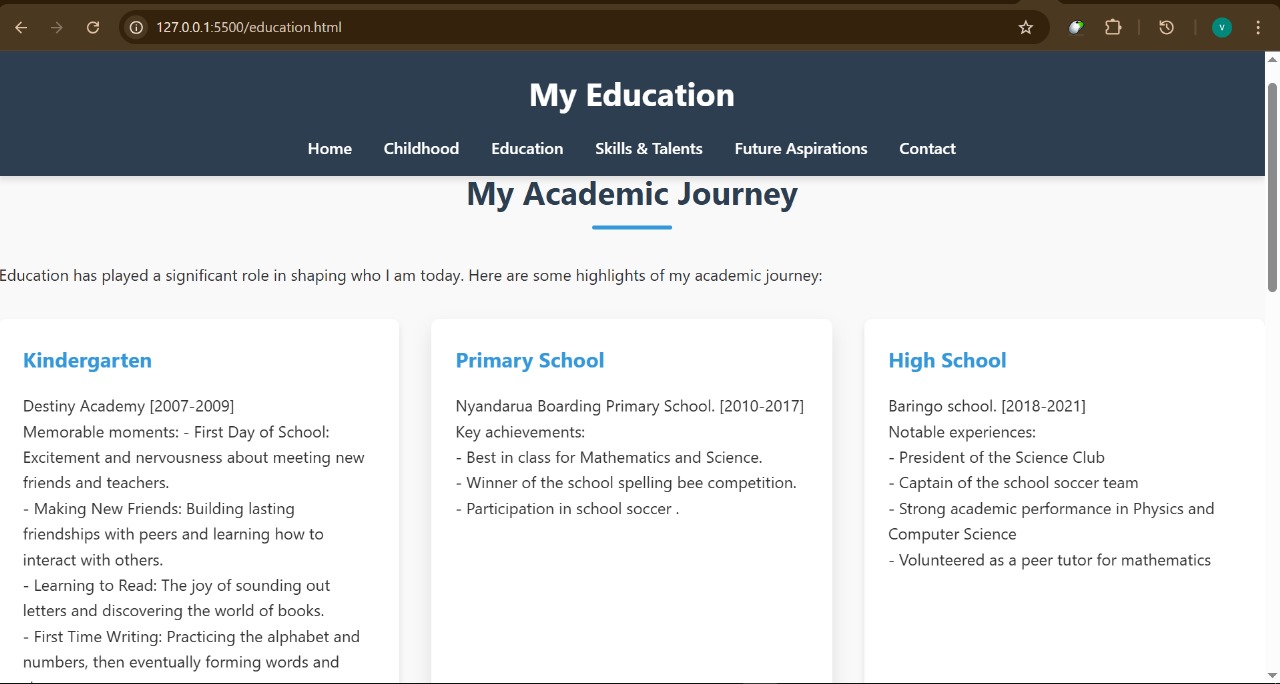 127.0.0.1:5500/education.html
V
My Education
Home Childhood Education Skills & Talents Future Aspirations Contact
My Academic Journey
Education has played a significant role in shaping who I am today. Here are some highlights of my academic journey:
Kindergarten
Destiny Academy [2007-2009]
Memorable moments: - First Day of School:
Excitement and nervousness about meeting new
friends and teachers.
- Making New Friends: Building lasting
friendships with peers and learning how to
interact with others.
- Learning to Read: The joy of sounding out
letters and discovering the world of books.
- First Time Writing: Practicing the alphabet and
numbers, then eventually forming words and
Primary School
Nyandarua Boarding Primary School. [2010-2017]
Key achievements:
- Best in class for Mathematics and Science.
- Winner of the school spelling bee competition.
- Participation in school soccer .
High School
Baringo school. [2018-2021]
Notable experiences:
- President of the Science Club
- Captain of the school soccer team
- Strong academic performance in Physics and
Computer Science
- Volunteered as a peer tutor for mathematics